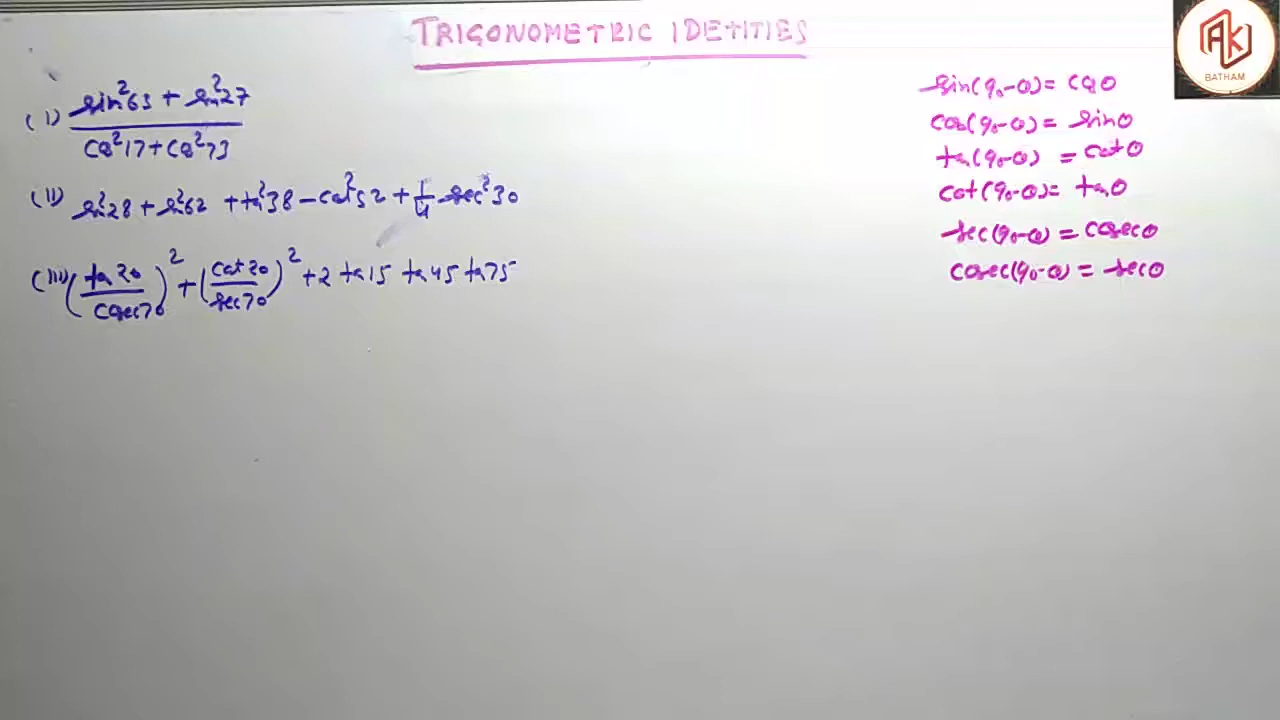 TRIGONOMETRIC IDETITIES
AK
BATHAM
(I) sin²63 + sin²27
cos²17 + cos²73
(II) sin²28 + sin²62 + tan²38 - cot²52 + 1/4 sec²30
(III) (tan 20 / cosec 70)² + (cot 20 / sec 70)² + 2 tan 15 tan 45 tan 75
sin(90-θ) = cos θ
cos(90-θ) = sin θ
tan(90-θ) = cot θ
cot(90-θ) = tan θ
sec(90-θ) = cosec θ
cosec(90-θ) = sec θ